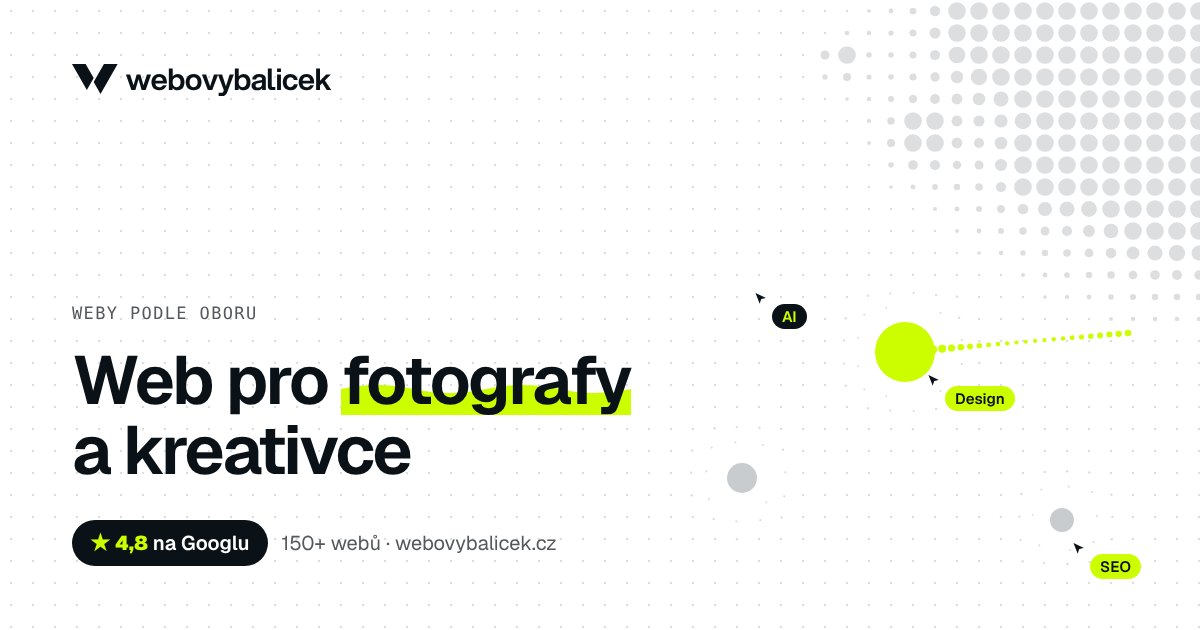 webovybalicek
WEBY PODLE OBORU
Web pro fotografy
a kreativce
★ 4,8 na Googlu
150+ webů · webovybalicek.cz
AI
Design
SEO